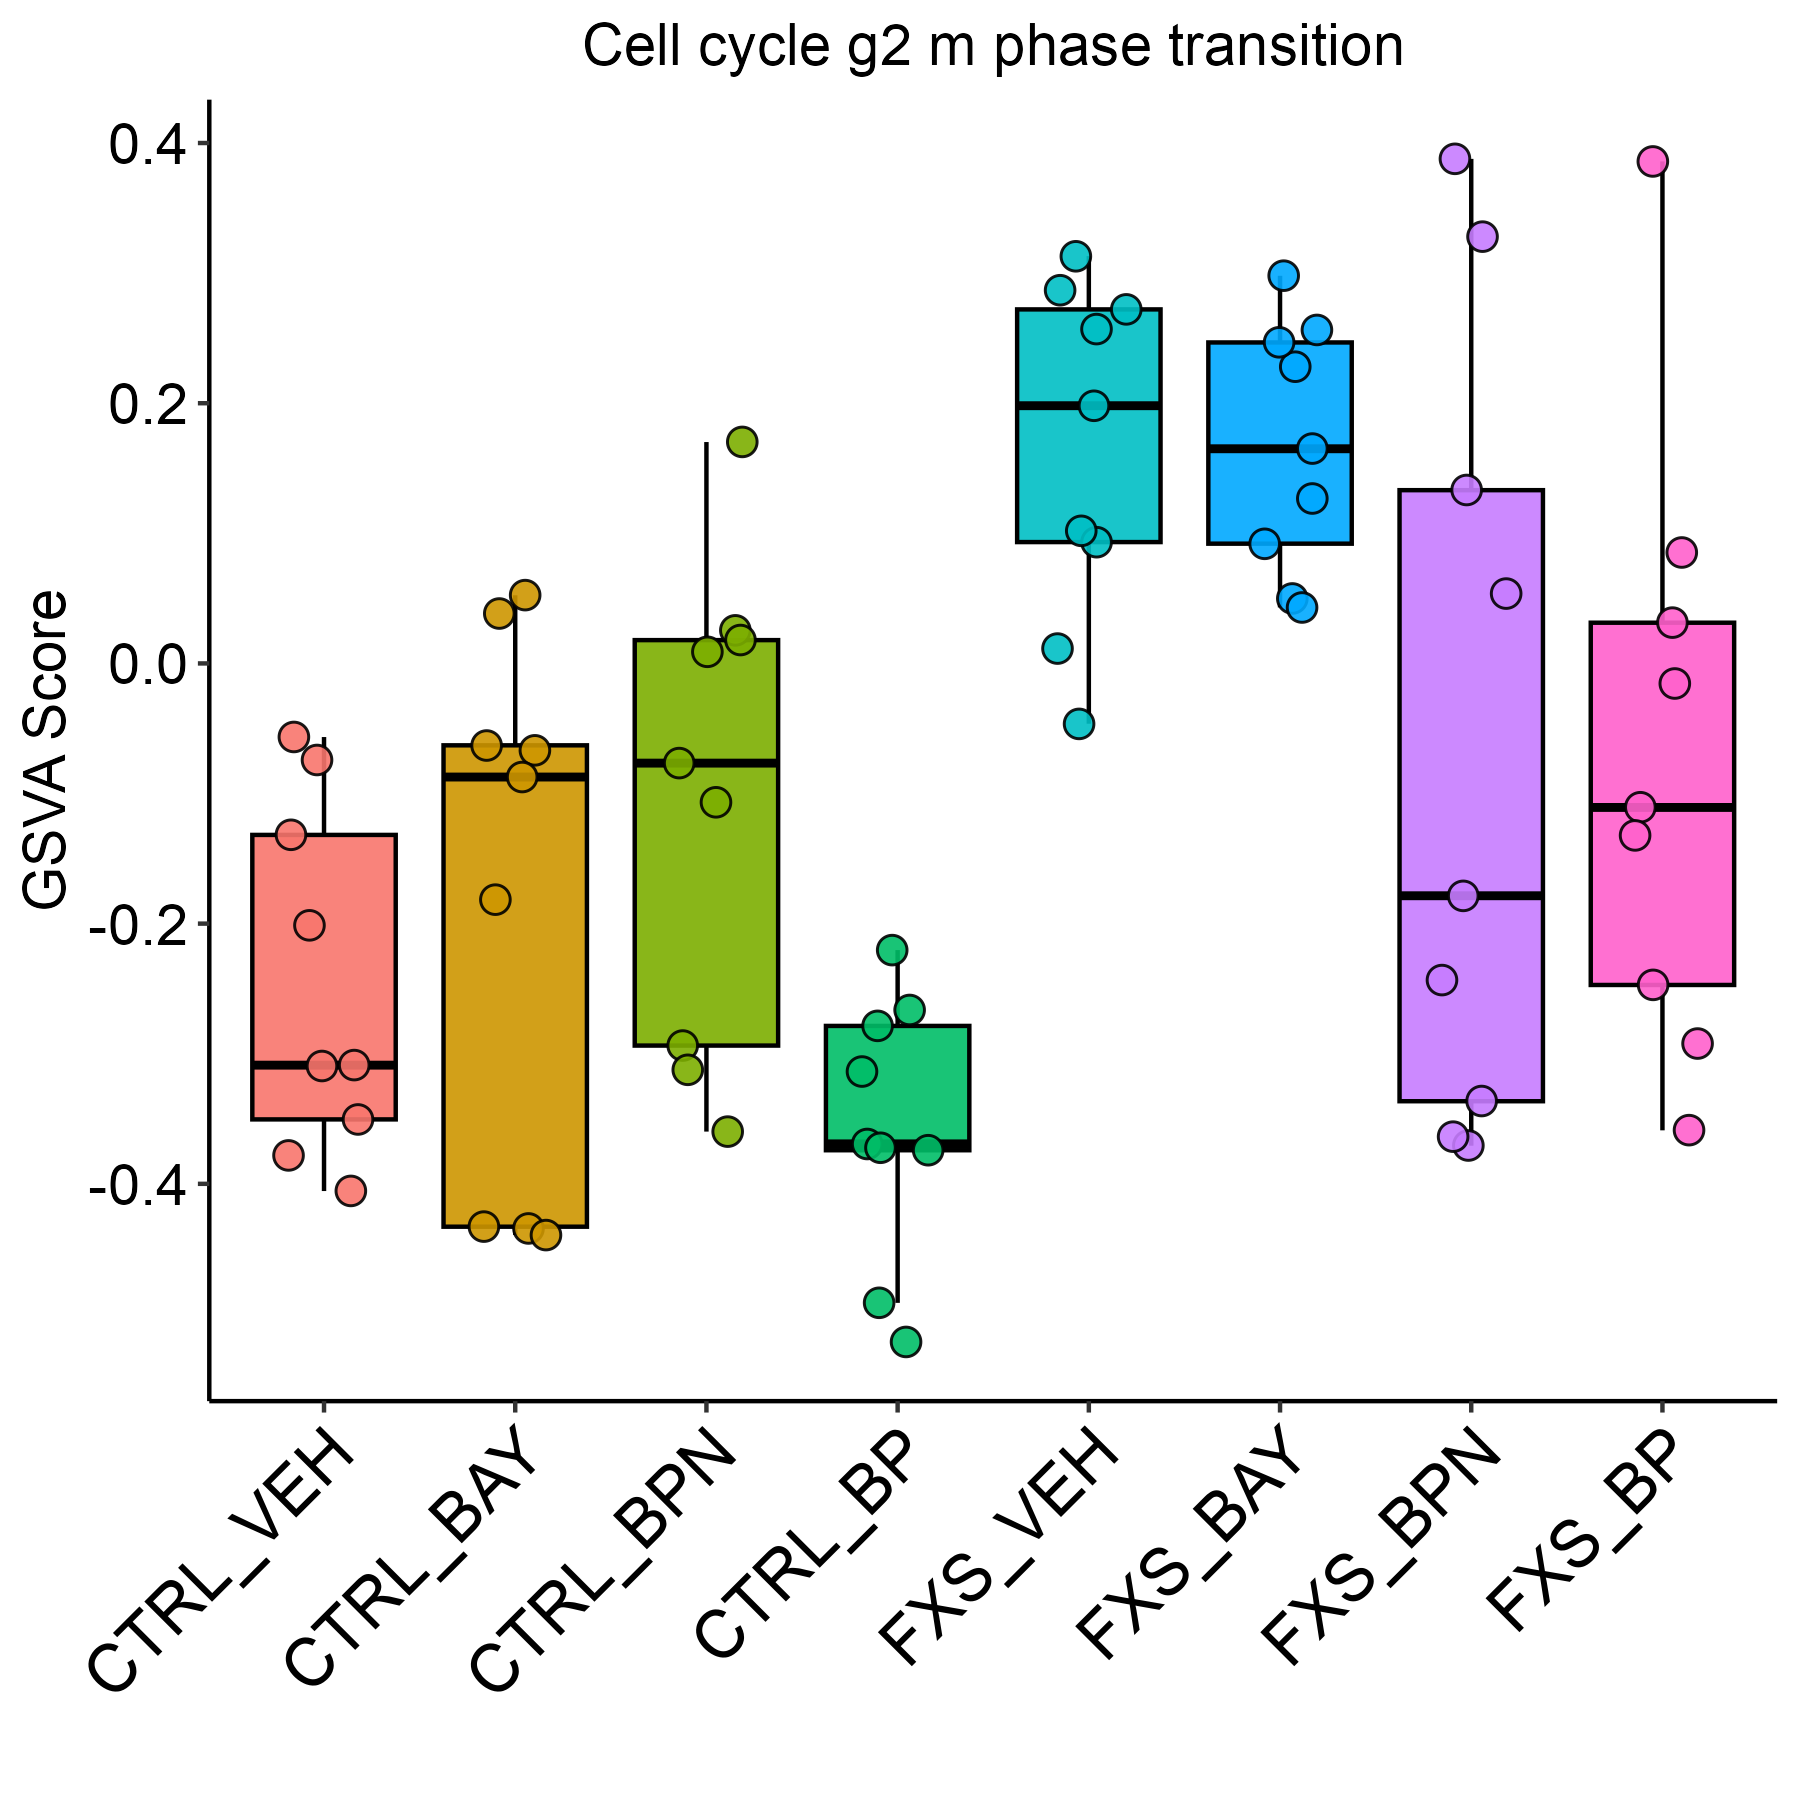 Cell cycle g2 m phase transition
GSVA Score
0.4
0.2
0.0
-0.2
-0.4
CTRL_VEH
CTRL_BAY
CTRL_BPN
CTRL_BP
FXS_VEH
FXS_BAY
FXS_BPN
FXS_BP